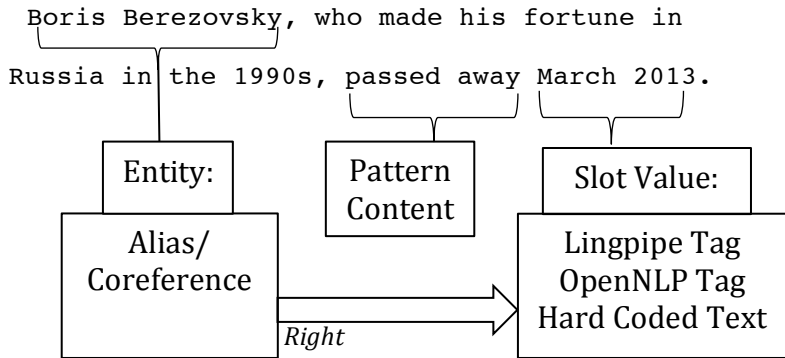 Boris Berezovsky, who made his fortune in
Russia in the 1990s, passed away March 2013.
Entity:
Pattern
Content
Slot Value:
Alias/
Coreference
Lingpipe Tag
OpenNLP Tag
Hard Coded Text
Right